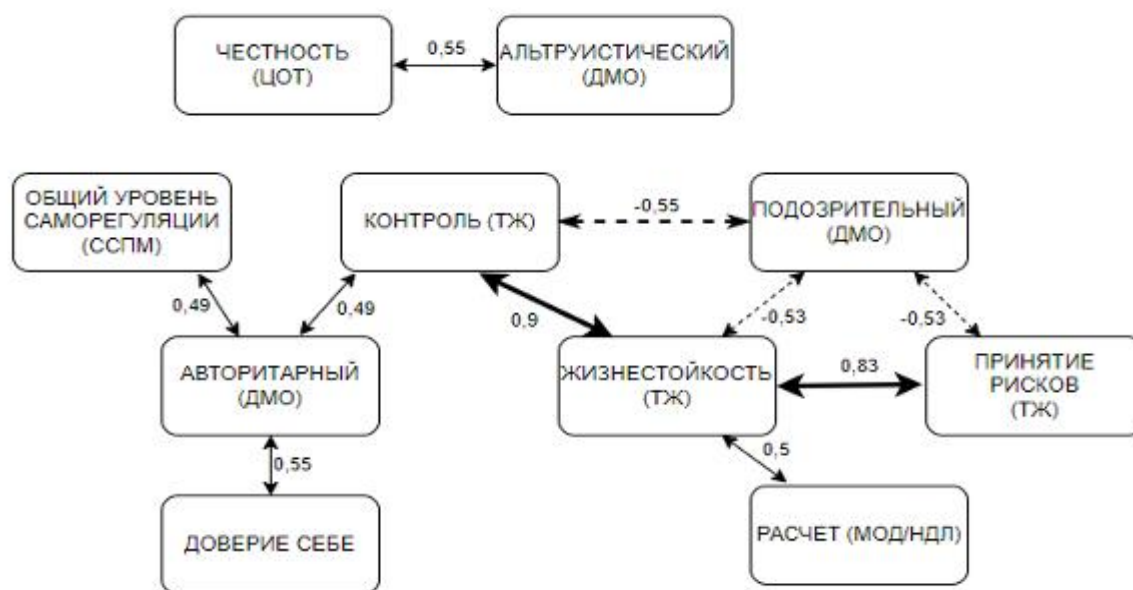 ЧЕСТНОСТЬ
(ЦОТ)
0,55
АЛЬТРУИСТИЧЕСКИЙ
(ДМО)
ОБЩИЙ УРОВЕНЬ
САМОРЕГУЛЯЦИИ
(ССПМ)
КОНТРОЛЬ (ТЖ)
-0,55
ПОДОЗРИТЕЛЬНЫЙ
(ДМО)
0,49
0,49
0,9
-0,53
-0,53
АВТОРИТАРНЫЙ
(ДМО)
ЖИЗНЕСТОЙКОСТЬ
(ТЖ)
0,83
ПРИНЯТИЕ
РИСКОВ
(ТЖ)
0,55
0,5
ДОВЕРИЕ СЕБЕ
РАСЧЕТ (МОД/НДЛ)